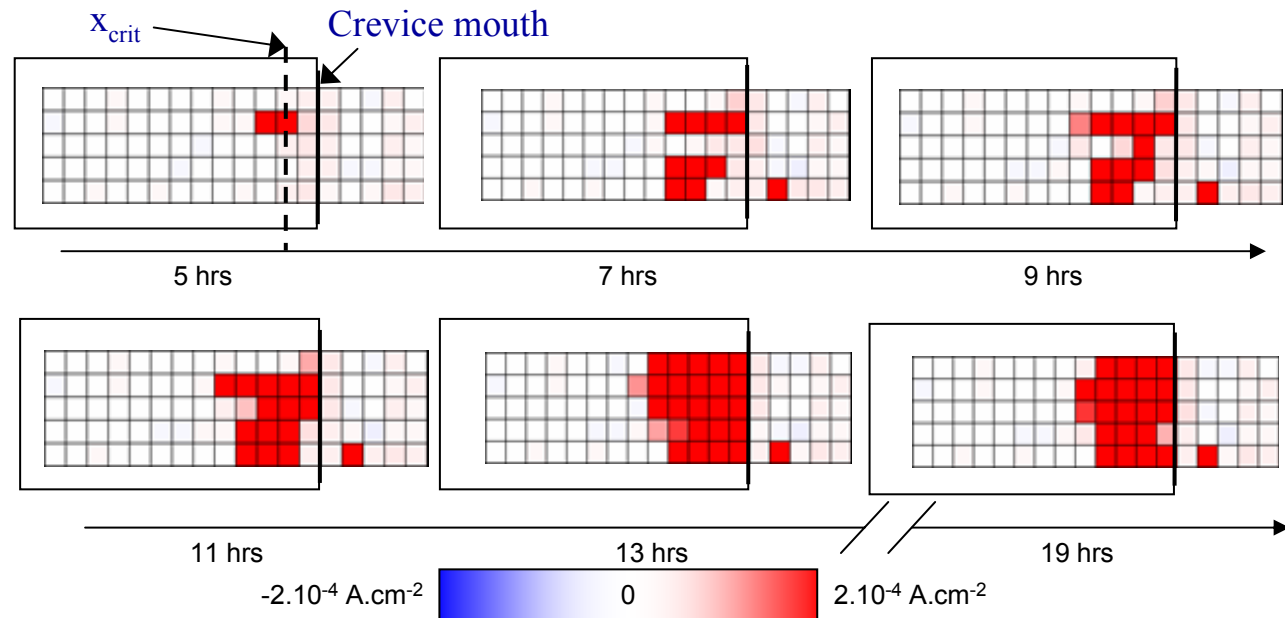 x_crit
Crevice mouth
5 hrs
7 hrs
9 hrs
11 hrs
13 hrs
19 hrs
-2.10⁻⁴ A.cm⁻²
0
2.10⁻⁴ A.cm⁻²